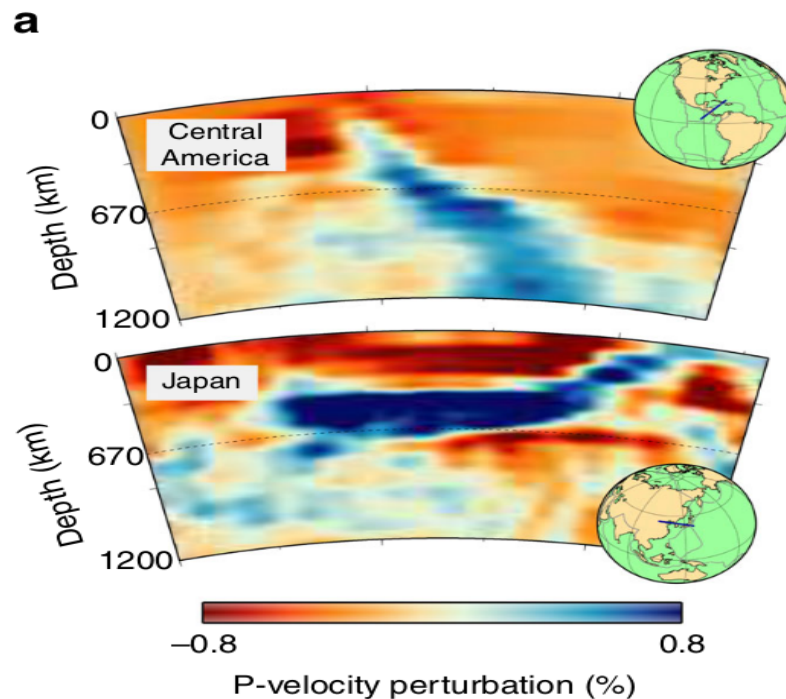 a
0
Central
America
670
Depth (km)
1200
0
Japan
670
Depth (km)
1200
−0.8
0.8
P-velocity perturbation (%)